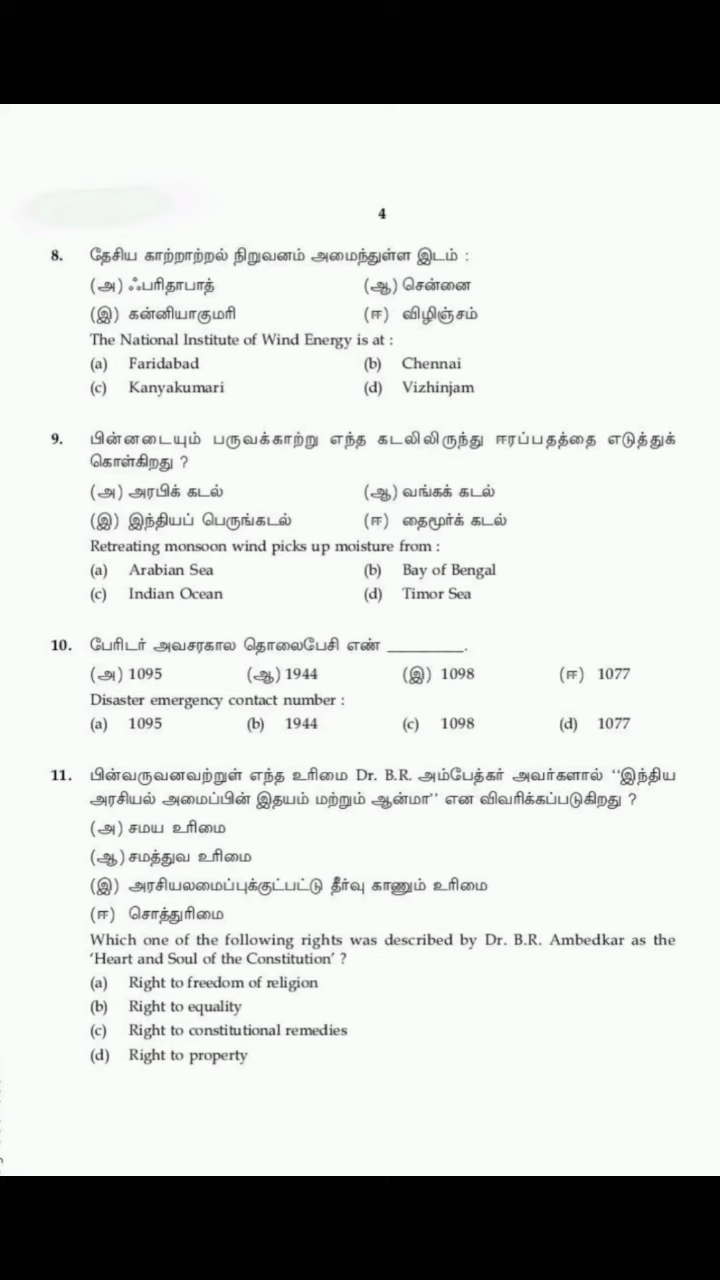 4
8. தேசிய காற்றாற்றல் நிறுவனம் அமைந்துள்ள இடம் :
(அ) ஃபரிதாபாத் (ஆ) சென்னை
(இ) கன்னியாகுமரி (ஈ) விழிஞ்சம்
The National Institute of Wind Energy is at :
(a) Faridabad (b) Chennai
(c) Kanyakumari (d) Vizhinjam
9. பின்னடையும் பருவக்காற்று எந்த கடலிலிருந்து ஈரப்பதத்தை எடுத்துக்
கொள்கிறது ?
(அ) அரபிக் கடல் (ஆ) வங்கக் கடல்
(இ) இந்தியப் பெருங்கடல் (ஈ) தைமூர்க் கடல்
Retreating monsoon wind picks up moisture from :
(a) Arabian Sea (b) Bay of Bengal
(c) Indian Ocean (d) Timor Sea
10. பேரிடர் அவசரகால தொலைபேசி எண் ________.
(அ) 1095 (ஆ) 1944 (இ) 1098 (ஈ) 1077
Disaster emergency contact number :
(a) 1095 (b) 1944 (c) 1098 (d) 1077
11. பின்வருவனவற்றுள் எந்த உரிமை Dr. B.R. அம்பேத்கர் அவர்களால் ''இந்திய
அரசியல் அமைப்பின் இதயம் மற்றும் ஆன்மா'' என விவரிக்கப்படுகிறது ?
(அ) சமய உரிமை
(ஆ) சமத்துவ உரிமை
(இ) அரசியலமைப்புக்குட்பட்டு தீர்வு காணும் உரிமை
(ஈ) சொத்துரிமை
Which one of the following rights was described by Dr. B.R. Ambedkar as the
'Heart and Soul of the Constitution' ?
(a) Right to freedom of religion
(b) Right to equality
(c) Right to constitutional remedies
(d) Right to property